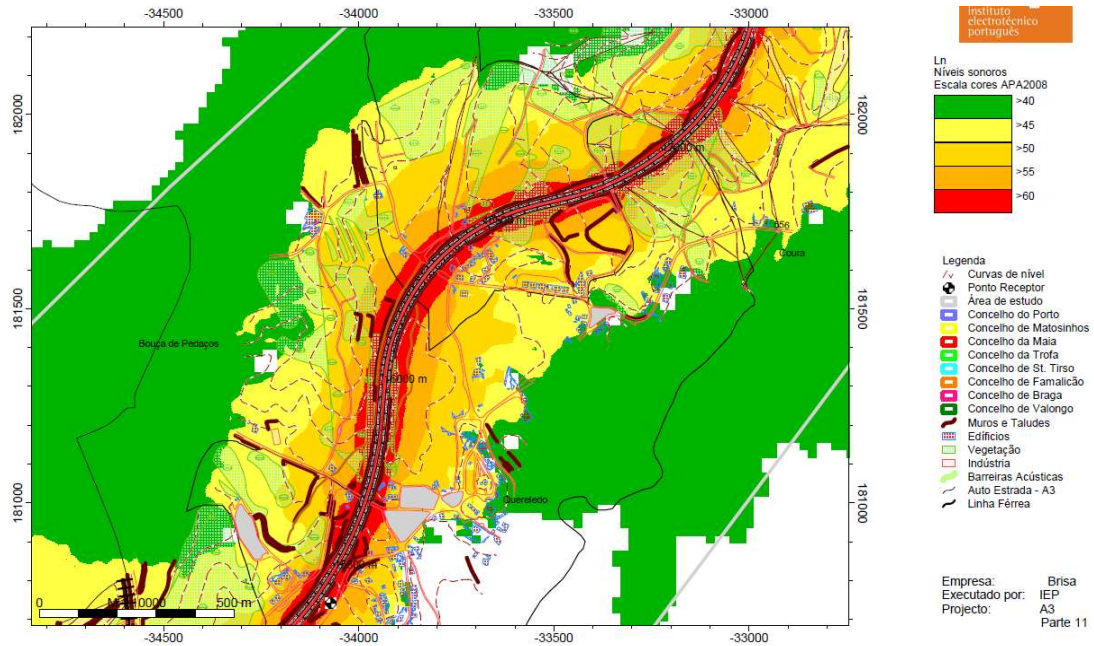 -34500 -34000 -33500 -33000
182000 182000
181500 181500
181000 181000
Coura
Bouça de Pedaços
Quereledo
0 500 m
-34500 -34000 -33500 -33000
instituto
electrotécnico
português
Ln
Níveis sonoros
Escala cores APA2008
>40
>45
>50
>55
>60
Legenda
Curvas de nível
Ponto Receptor
Área de estudo
Concelho do Porto
Concelho de Matosinhos
Concelho da Maia
Concelho da Trofa
Concelho de St. Tirso
Concelho de Famalicão
Concelho de Braga
Concelho de Valongo
Muros e Taludes
Edifícios
Vegetação
Indústria
Barreiras Acústicas
Auto Estrada - A3
Linha Férrea
Empresa: Brisa
Executado por: IEP
Projecto: A3
Parte 11